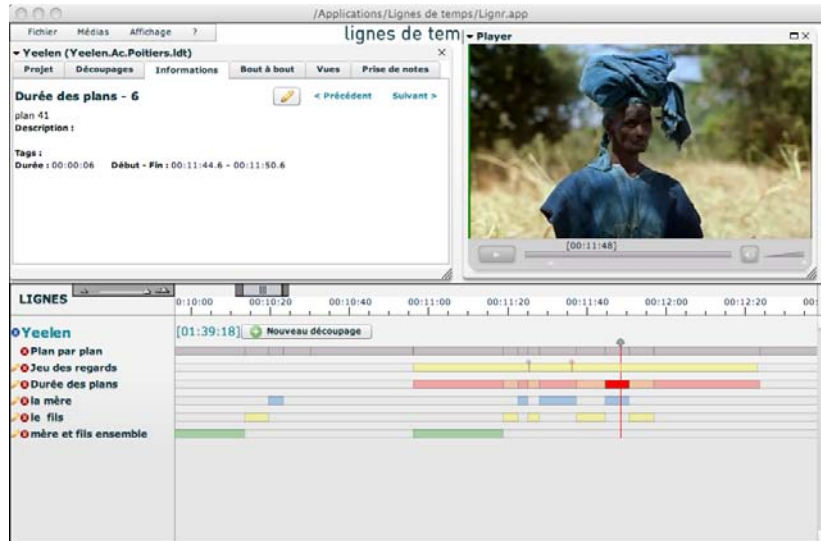 /Applications/Lignes de temps/Lignr.app
Fichier Médias Affichage ?
lignes de tem
Yeelen (Yeelen.Ac.Poitiers.ldt)
Projet Découpages Informations Bout à bout Vues Prise de notes
Durée des plans - 6
< Précédent Suivant >
plan 41
Description :
Tags :
Durée : 00:00:06 Début - Fin : 00:11:44.6 - 00:11:50.6
Player
[00:11:48]
LIGNES
0:10:00 00:10:20 00:10:40 00:11:00 00:11:20 00:11:40 00:12:00 00:12:20 00:
Yeelen
[01:39:18] Nouveau découpage
Plan par plan
Jeu des regards
Durée des plans
la mère
le fils
mère et fils ensemble